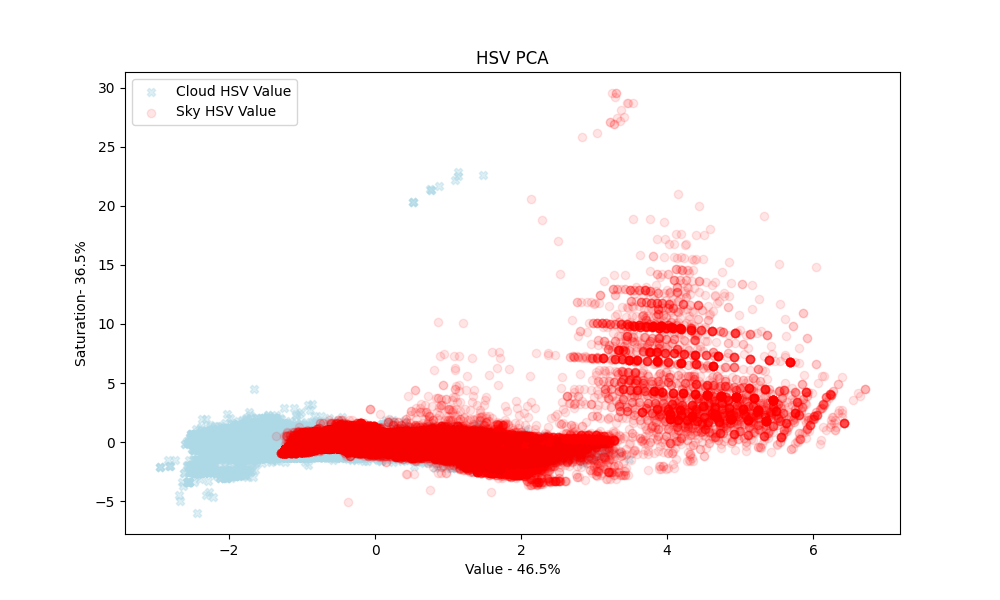 HSV PCA
Cloud HSV Value
Sky HSV Value
30
25
20
15
10
5
0
−5
Saturation- 36.5%
−2
0
2
4
6
Value - 46.5%